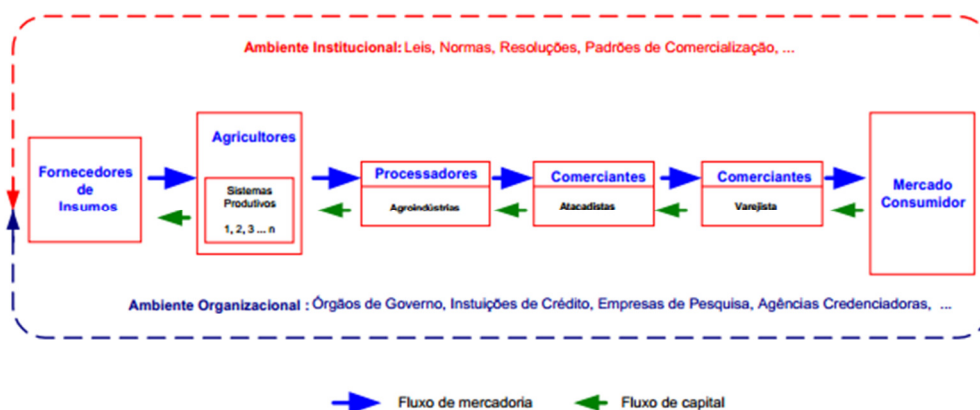 Ambiente Institucional: Leis, Normas, Resoluções, Padrões de Comercialização, ...
Fornecedores
de
Insumos
Agricultores
Sistemas
Produtivos
1, 2, 3 ... n
Processadores
Agroindústrias
Comerciantes
Atacadistas
Comerciantes
Varejista
Mercado
Consumidor
Ambiente Organizacional : Órgãos de Governo, Instuições de Crédito, Empresas de Pesquisa, Agências Credenciadoras, ...
Fluxo de mercadoria
Fluxo de capital